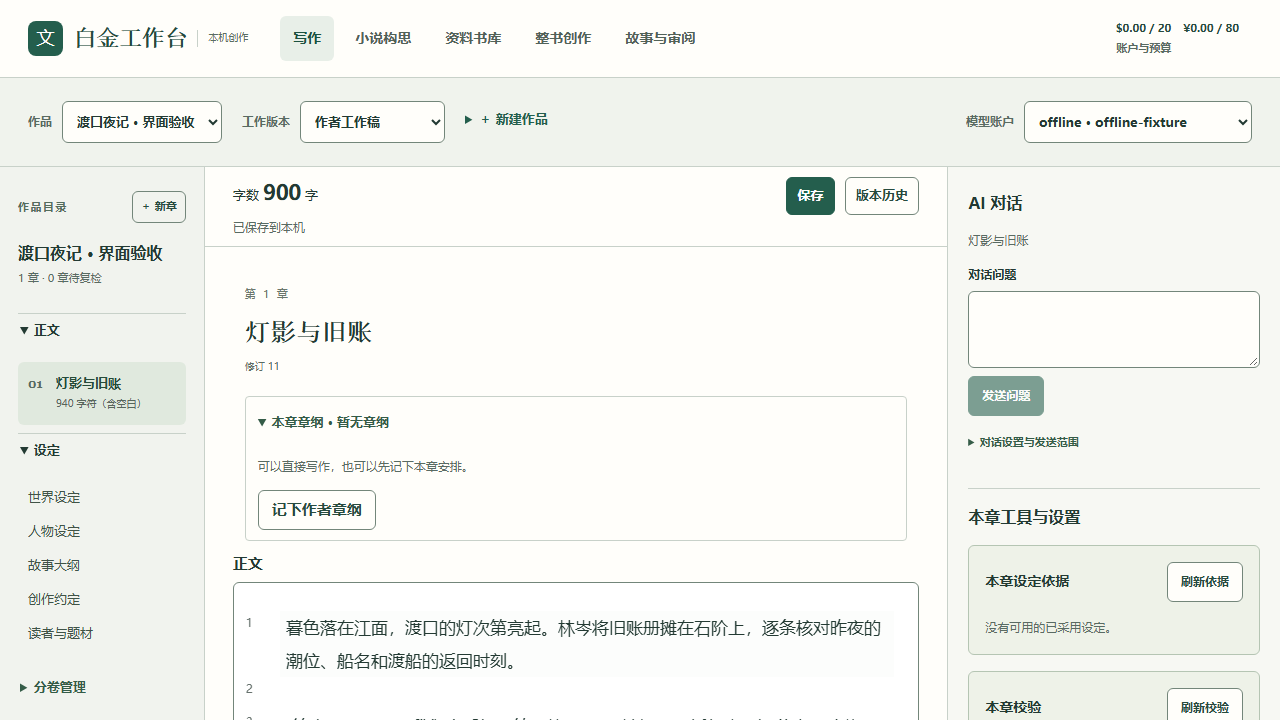 文 白金工作台 本机创作 写作 小说构思 资料书库 整书创作 故事与审阅 $0.00 / 20 ¥0.00 / 80
账户与预算
作品 渡口夜记 • 界面验收 工作版本 作者工作稿 ▶ + 新建作品 模型账户 offline • offline-fixture
作品目录 + 新章
渡口夜记 • 界面验收
1 章 · 0 章待复检
▼ 正文
01 灯影与旧账
940 字符（含空白）
▼ 设定
世界设定
人物设定
故事大纲
创作约定
读者与题材
▶ 分卷管理
字数 900 字 保存 版本历史
已保存到本机
第 1 章
灯影与旧账
修订 11
▼ 本章章纲 • 暂无章纲
可以直接写作，也可以先记下本章安排。
记下作者章纲
正文
1 暮色落在江面，渡口的灯次第亮起。林岑将旧账册摊在石阶上，逐条核对昨夜的
潮位、船名和渡船的返回时刻。
2
AI 对话
灯影与旧账
对话问题
发送问题
▶ 对话设置与发送范围
本章工具与设置
本章设定依据 刷新依据
没有可用的已采用设定。
本章校验 刷新校验